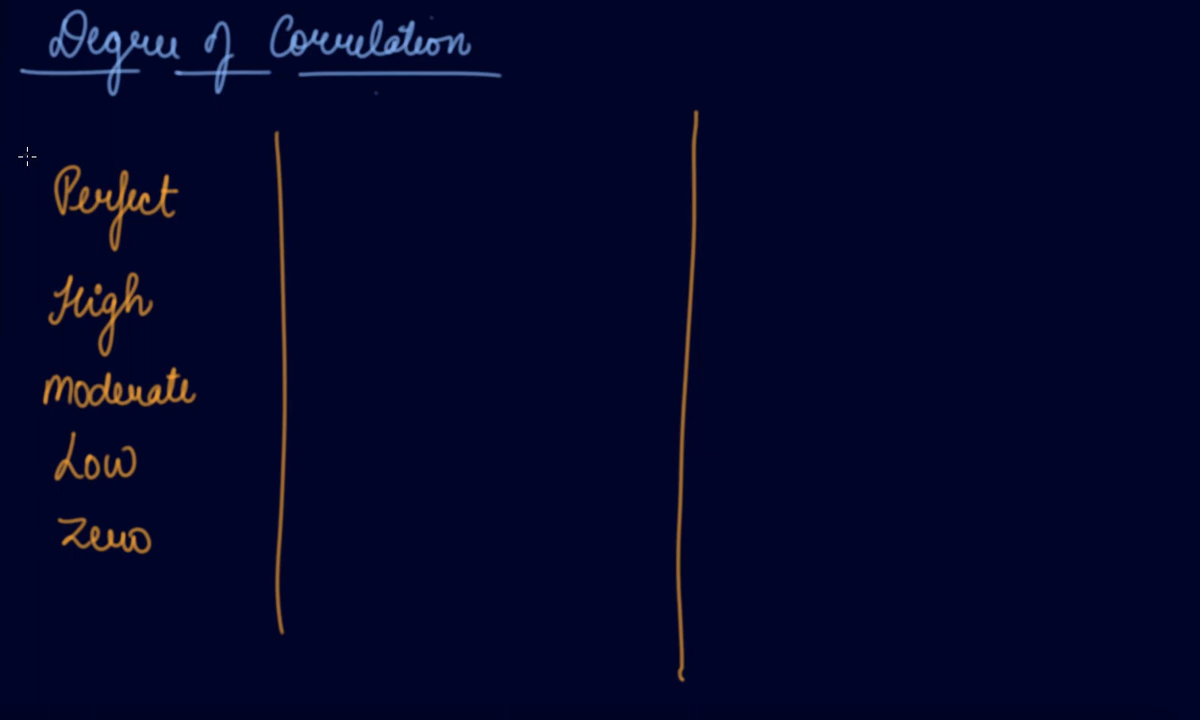 Degree of Correlation
Perfect
High
Moderate
Low
Zero